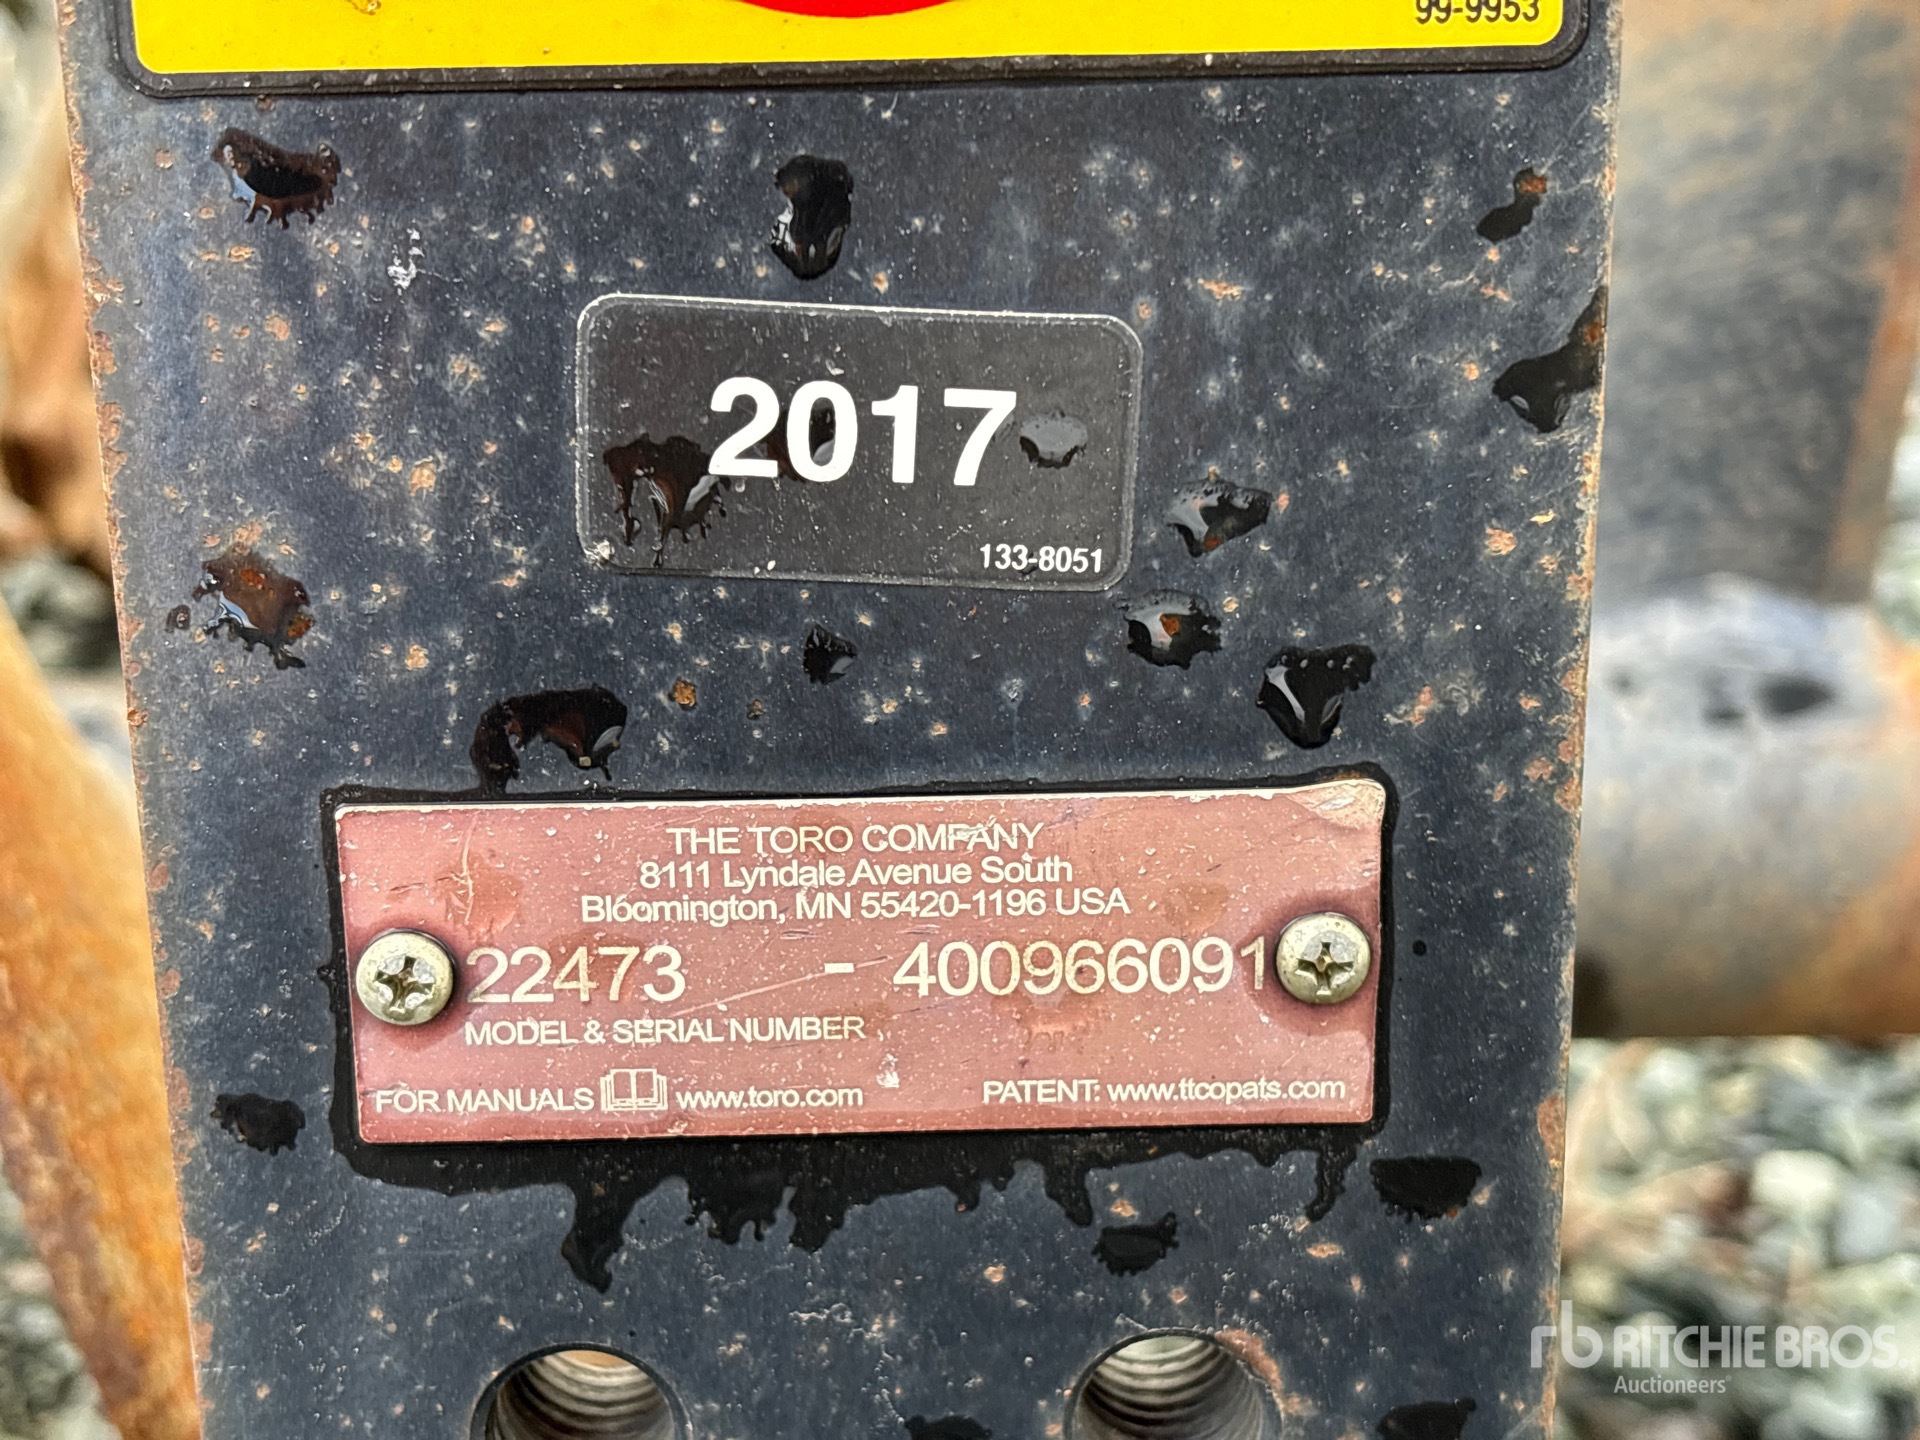 99-9953
2017
133-8051
THE TORO COMPANY
8111 Lyndale Avenue South
Bloomington, MN 55420-1196 USA
22473 - 400966091
MODEL & SERIAL NUMBER
FOR MANUALS www.toro.com
PATENT: www.ttcopats.com
rb RITCHIE BROS.
Auctioneers